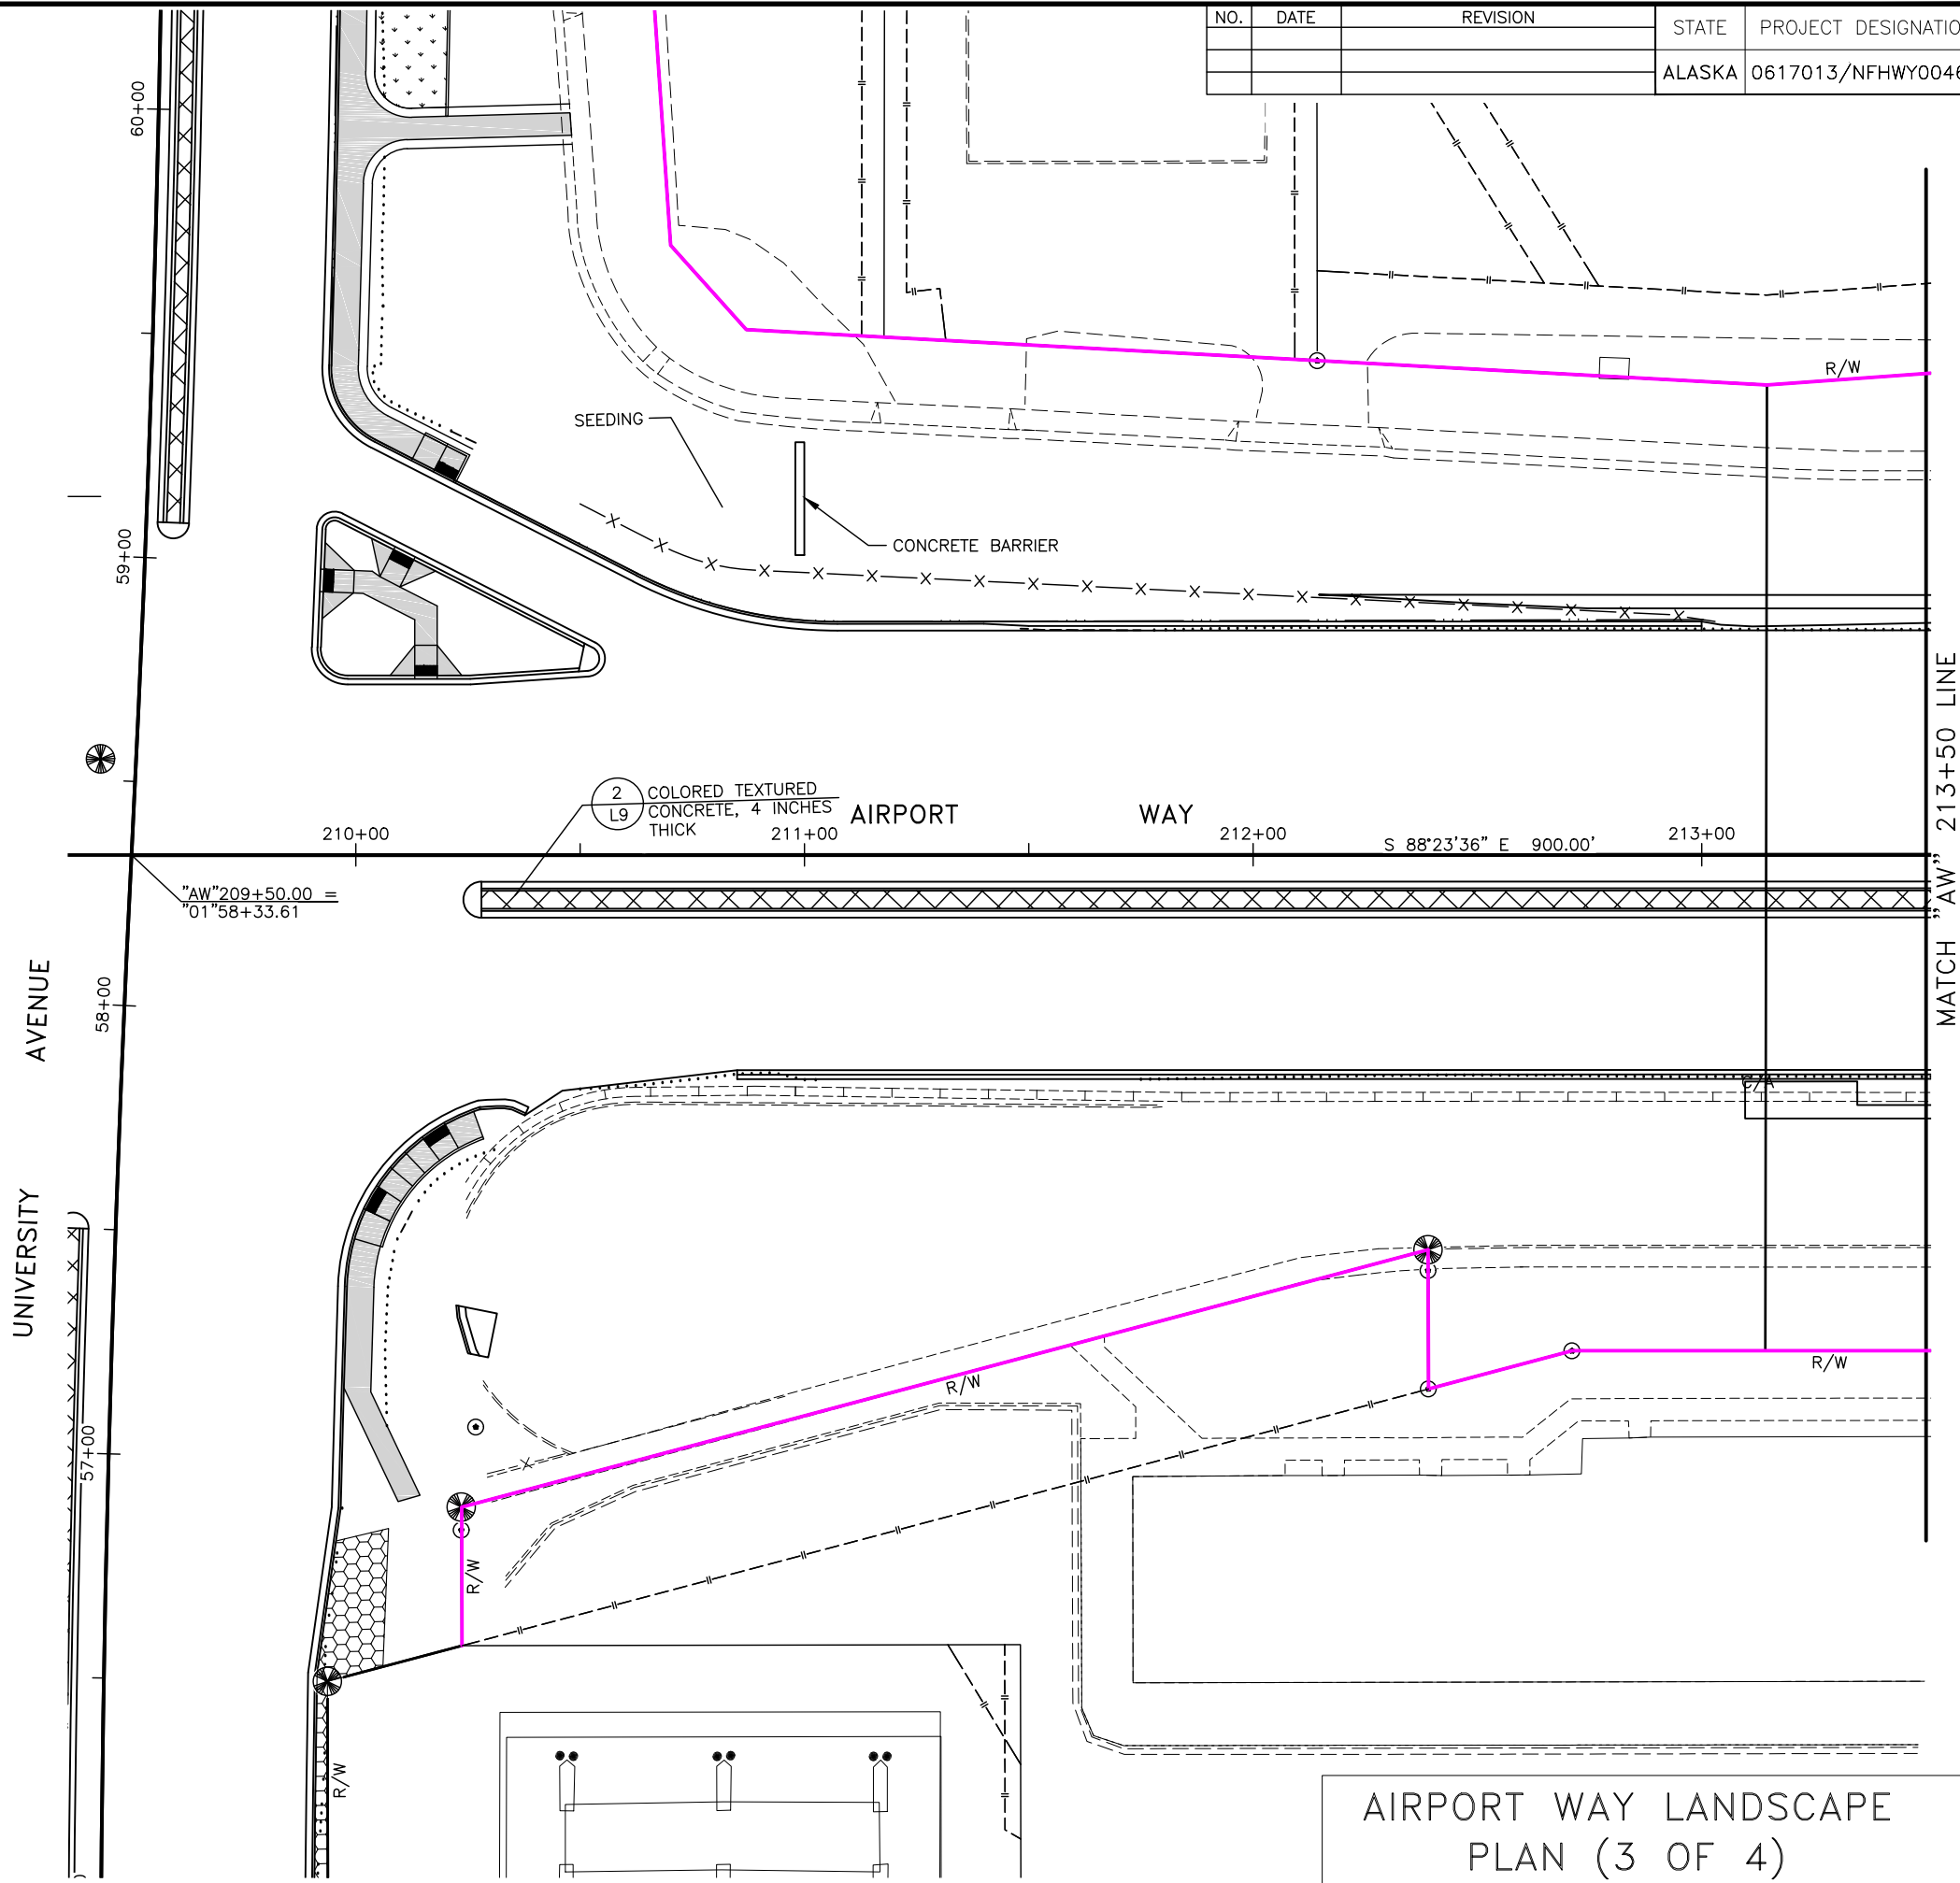 NO. DATE REVISION
STATE PROJECT DESIGNATIO
ALASKA 0617013/NFHWY0046
60+00
R/W
SEEDING
CONCRETE BARRIER
59+00
2
L9
COLORED TEXTURED
CONCRETE, 4 INCHES
THICK
AIRPORT WAY
210+00
211+00
212+00
213+00
S 88°23'36" E 900.00'
"AW"209+50.00 =
"01"58+33.61
MATCH "AW" 213+50 LINE
58+00
UNIVERSITY AVENUE
C/A
R/W
R/W
57+00
R/W
R/W
AIRPORT WAY LANDSCAPE
PLAN (3 OF 4)